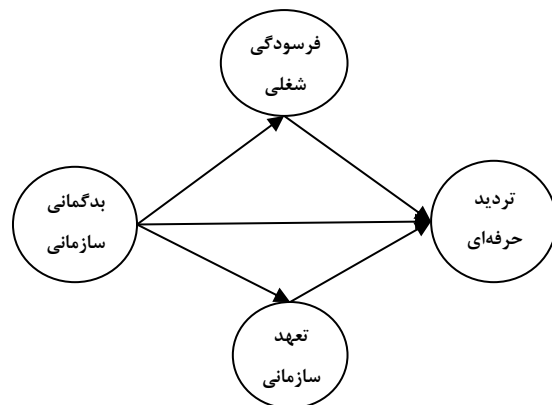 فرسودگی
شغلی
بدگمانی
سازمانی
تردید
حرفه‌ای
تعهد
سازمانی